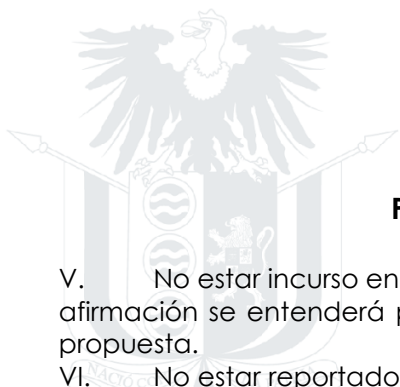 F
V. No estar incurso en
afirmación se entenderá p
propuesta.
VI. No estar reportado